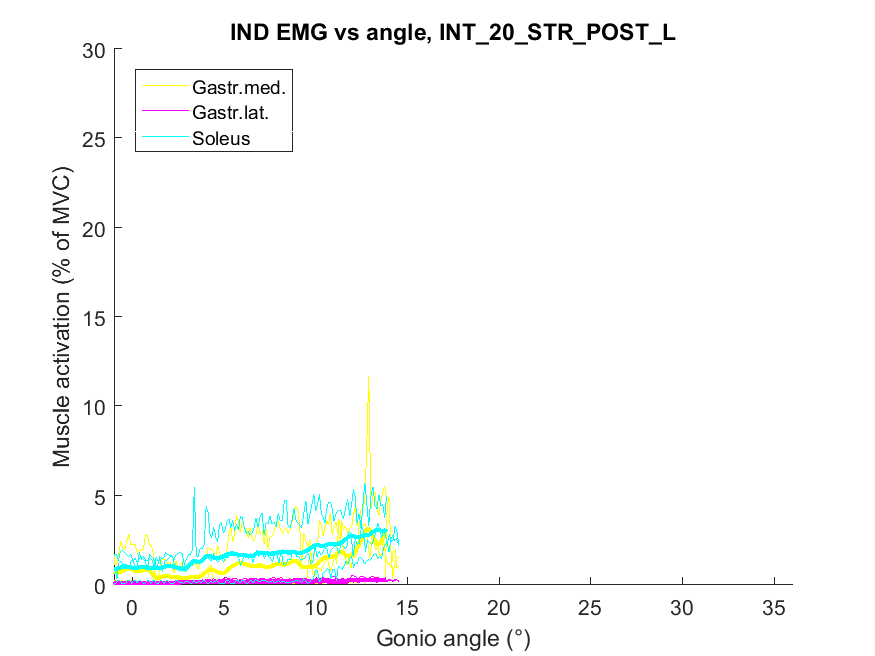 IND EMG vs angle, INT_20_STR_POST_L
30
25
20
15
10
5
0
Muscle activation (% of MVC)
Gastr.med.
Gastr.lat.
Soleus
0 5 10 15 20 25 30 35
Gonio angle (°)